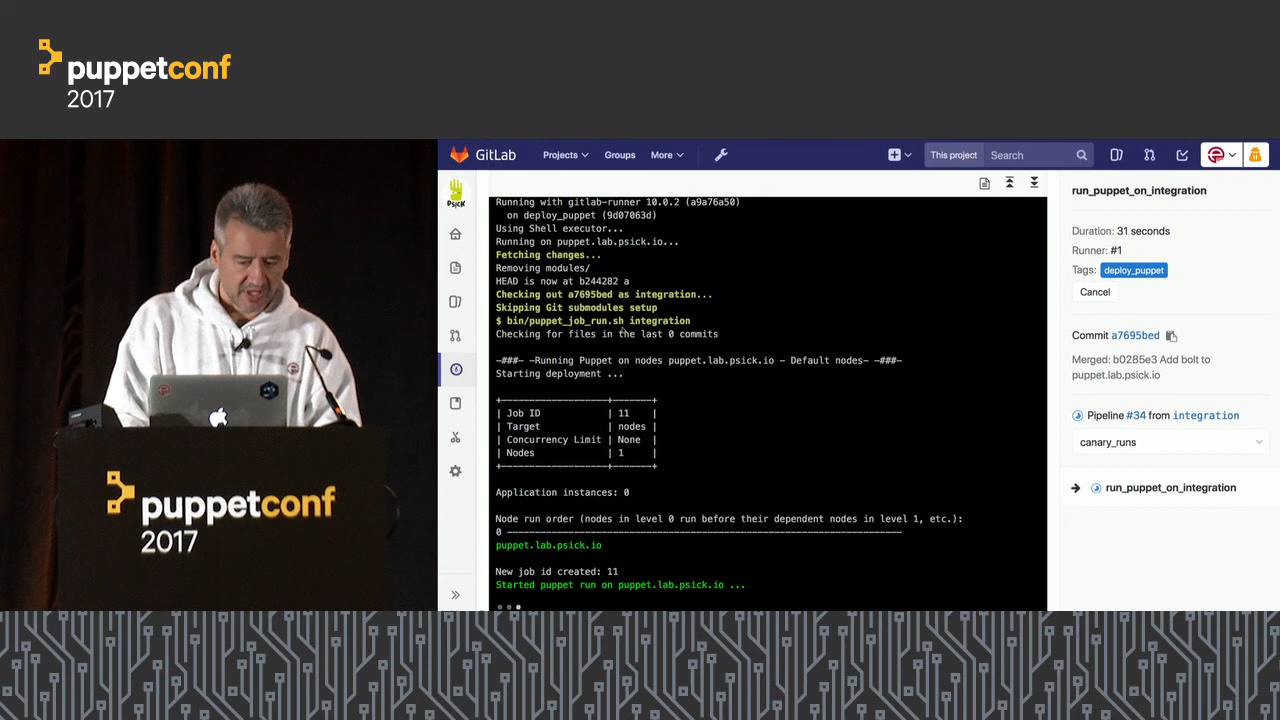 puppetconf
2017
GitLab
Projects
Groups
More
This project
Search
PSICK
Running with gitlab-runner 10.0.2 (a9a76a50)
on deploy_puppet (9d07063d)
Using Shell executor...
Running on puppet.lab.psick.io...
Fetching changes...
Removing modules/
HEAD is now at b244282 a
Checking out a7695bed as integration...
Skipping Git submodules setup
$ bin/puppet_job_run.sh integration
Checking for files in the last 0 commits
—###— —Running Puppet on nodes puppet.lab.psick.io — Default nodes— —###—
Starting deployment ...
+———————————————————+———————+
| Job ID | 11 |
| Target | nodes |
| Concurrency Limit | None |
| Nodes | 1 |
+———————————————————+———————+
Application instances: 0
Node run order (nodes in level 0 run before their dependent nodes in level 1, etc.):
0 ———————————————————————————————————————————————————————————————————
puppet.lab.psick.io
New job id created: 11
Started puppet run on puppet.lab.psick.io ...
run_puppet_on_integration
Duration: 31 seconds
Runner: #1
Tags: deploy_puppet
Cancel
Commit a7695bed
Merged: b0285e3 Add bolt to
puppet.lab.psick.io
Pipeline #34 from integration
canary_runs
run_puppet_on_integration
puppetconf
2017